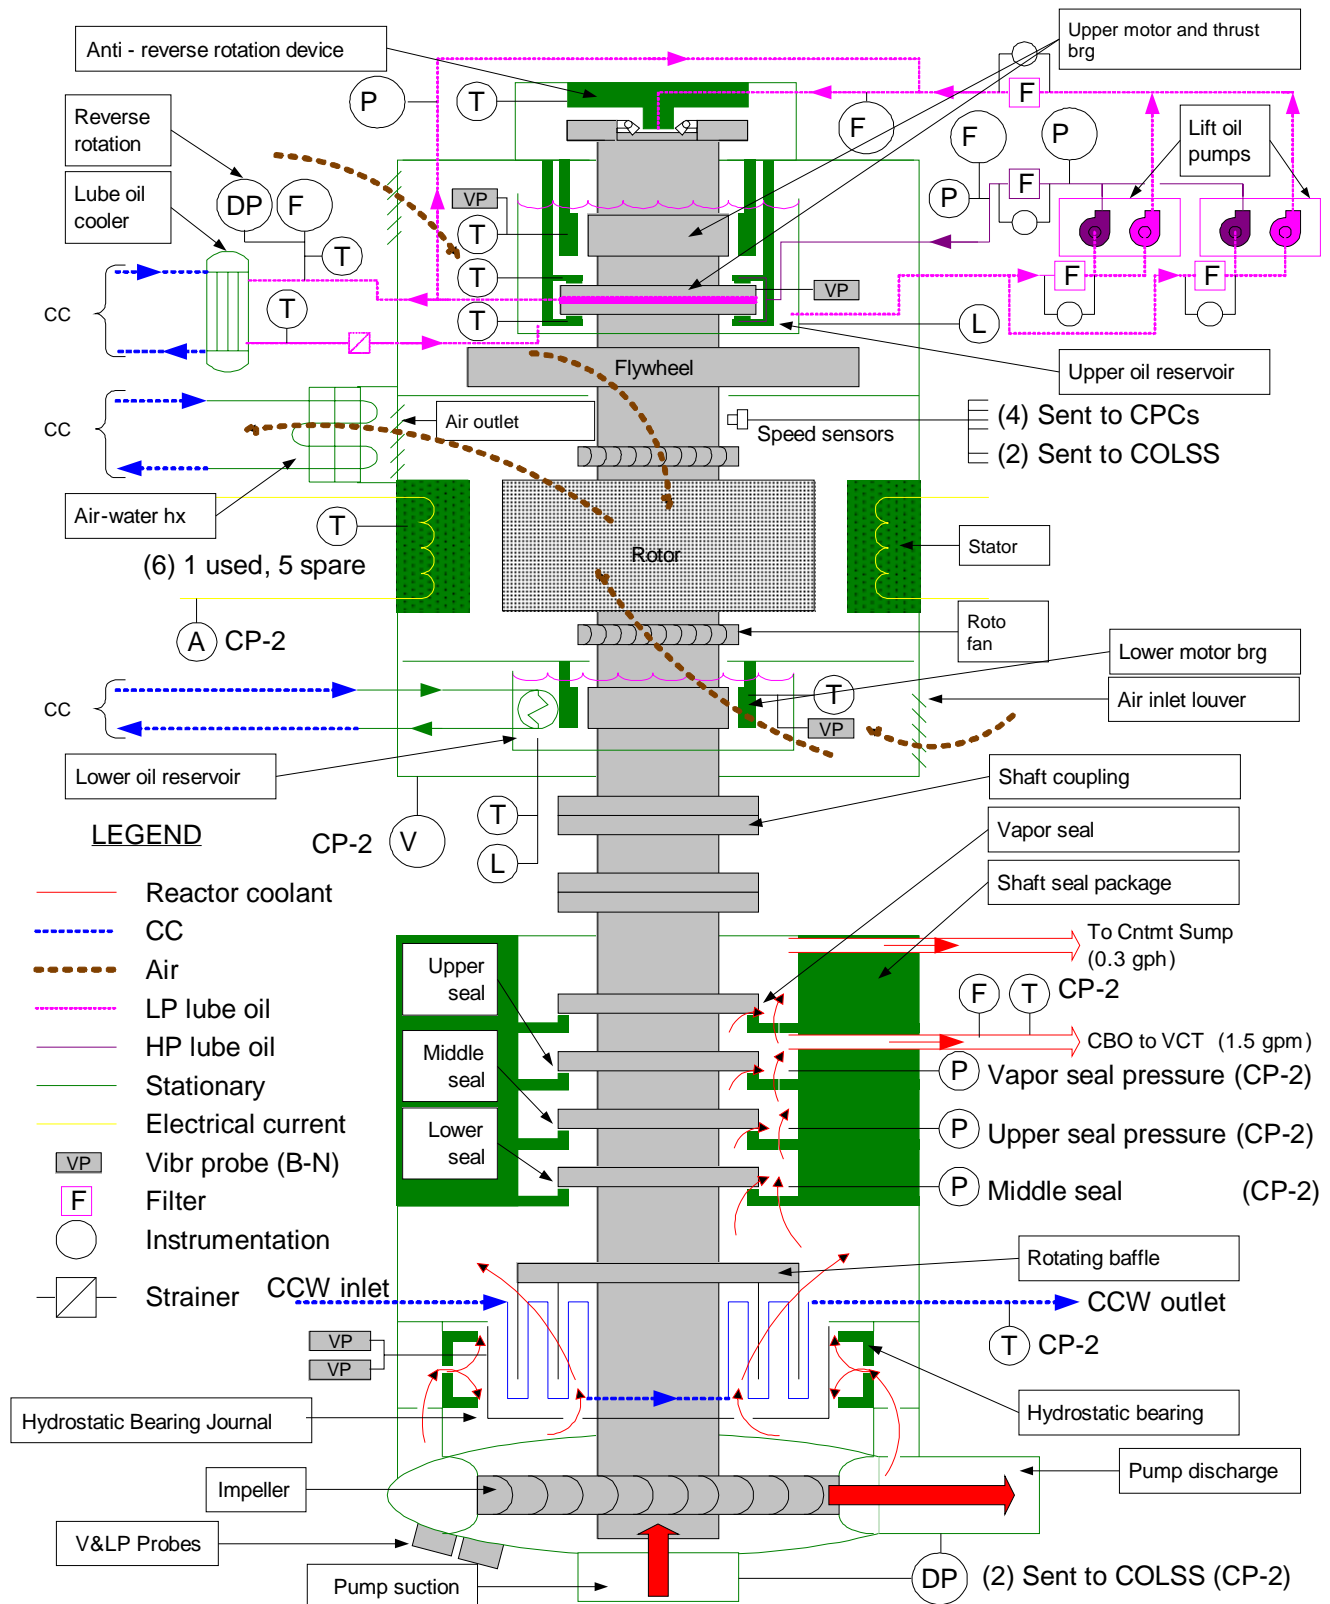 Anti - reverse rotation device
Upper motor and thrust
brg
P
T
F
F
F
P
Lift oil
pumps
Reverse
rotation
Lube oil
cooler
DP
F
T
VP
T
T
T
VP
P
F
F
F
L
CC
T
Flywheel
Upper oil reservoir
CC
Air outlet
Speed sensors
(4) Sent to CPCs
(2) Sent to COLSS
Air-water hx
T
Rotor
Stator
(6) 1 used, 5 spare
A
CP-2
Roto
fan
Lower motor brg
CC
T
VP
Air inlet louver
Lower oil reservoir
Shaft coupling
T
L
CP-2
V
Vapor seal
Shaft seal package
LEGEND
Reactor coolant
CC
Air
LP lube oil
HP lube oil
Stationary
Electrical current
VP
Vibr probe (B-N)
F
Filter
Instrumentation
Strainer
Upper
seal
Middle
seal
Lower
seal
To Cntmt Sump
(0.3 gph)
F
T
CP-2
CBO to VCT (1.5 gpm)
P
Vapor seal pressure (CP-2)
P
Upper seal pressure (CP-2)
P
Middle seal (CP-2)
Rotating baffle
CCW inlet
CCW outlet
T
CP-2
VP
VP
Hydrostatic Bearing Journal
Hydrostatic bearing
Impeller
Pump discharge
V&LP Probes
Pump suction
DP
(2) Sent to COLSS (CP-2)